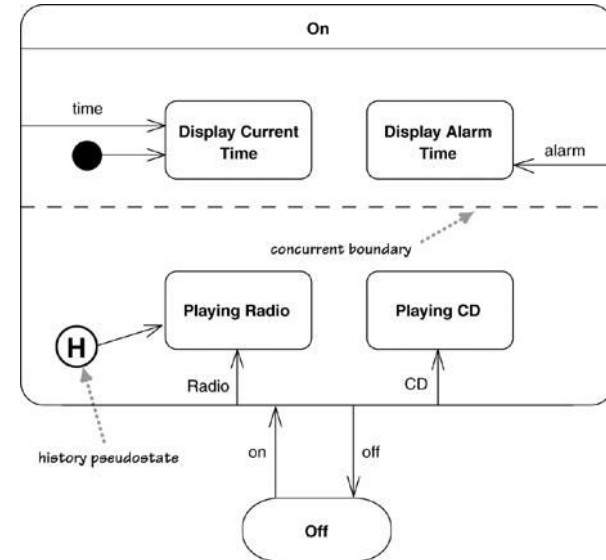 On
time
Display Current
Time
Display Alarm
Time
alarm
concurrent boundary
Playing Radio
Playing CD
H
Radio
CD
history pseudostate
on
off
Off